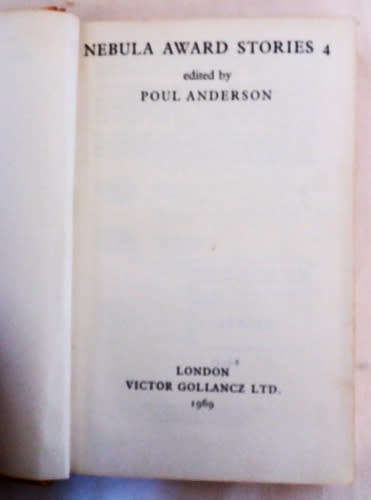 NEBULA AWARD STORIES 4
edited by
POUL ANDERSON
LONDON
VICTOR GOLLANCZ LTD.
1969